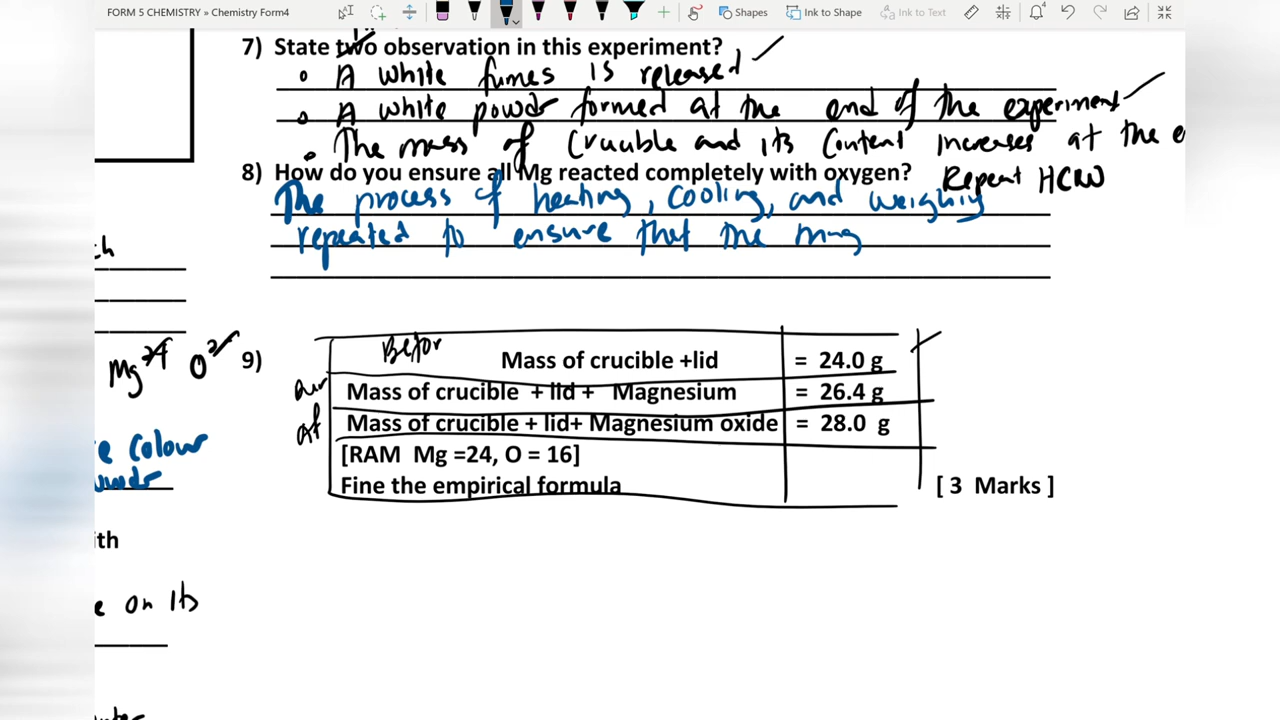 FORM 5 CHEMISTRY » Chemistry Form4
Shapes Ink to Shape Ink to Text
7) State two observation in this experiment?
A white fumes is released
A white powdr formed at the end of the experiment
The mass of Crucible and its Content increases at the e
8) How do you ensure all Mg reacted completely with oxygen? Repeat HCW
The process of heating, Cooling, and weighing
repeated to ensure that the
ch
Mg O
9)
Befor Mass of crucible +lid = 24.0 g
Mass of crucible + lid + Magnesium = 26.4 g
At Mass of crucible + lid+ Magnesium oxide = 28.0 g
[RAM Mg =24, O = 16]
Fine the empirical formula [ 3 Marks ]
e Colour
ith
e on its